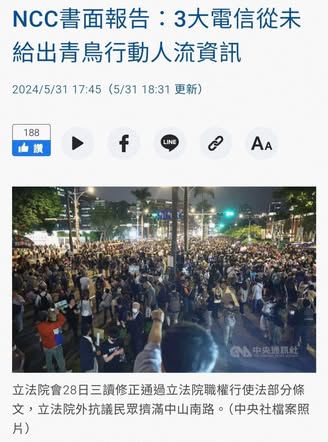 NCC書面報告：3大電信從未
給出青鳥行動人流資訊
2024/5/31 17:45（5/31 18:31 更新）
188
讚
LINE
AA
中央通訊社
立法院會28日三讀修正通過立法院職權行使法部分條
文，立法院外抗議民眾擠滿中山南路。（中央社檔案照
片）